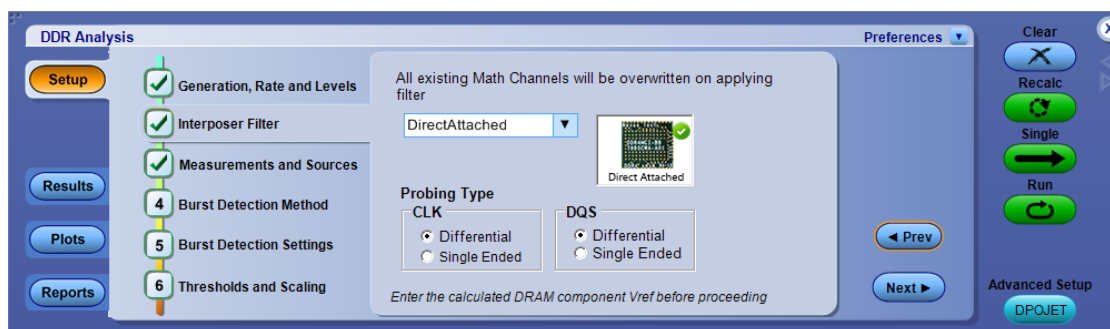 DDR Analysis
Preferences
Clear
Setup
Generation, Rate and Levels
Interposer Filter
Measurements and Sources
4 Burst Detection Method
5 Burst Detection Settings
6 Thresholds and Scaling
Results
Plots
Reports
All existing Math Channels will be overwritten on applying
filter
DirectAttached
Direct Attached
Probing Type
CLK
Differential
Single Ended
DQS
Differential
Single Ended
Enter the calculated DRAM component Vref before proceeding
◄ Prev
Next ►
Recalc
Single
Run
Advanced Setup
DPOJET